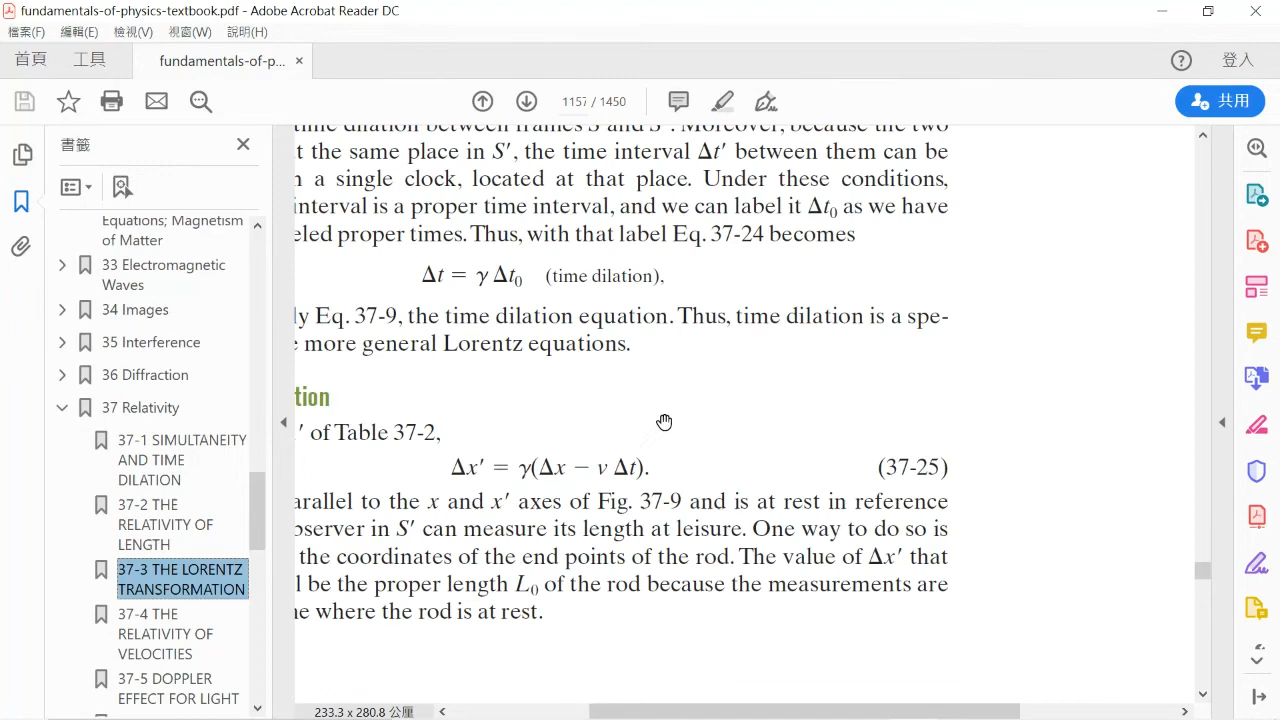 fundamentals-of-physics-textbook.pdf - Adobe Acrobat Reader DC
檔案(F) 編輯(E) 檢視(V) 視窗(W) 說明(H)
首頁 工具 fundamentals-of-p... × 登入
1157 / 1450 共用
書籤
Equations; Magnetism
of Matter
33 Electromagnetic
Waves
34 Images
35 Interference
36 Diffraction
37 Relativity
37-1 SIMULTANEITY
AND TIME
DILATION
37-2 THE
RELATIVITY OF
LENGTH
37-3 THE LORENTZ
TRANSFORMATION
37-4 THE
RELATIVITY OF
VELOCITIES
37-5 DOPPLER
EFFECT FOR LIGHT
time dilation between frames S and S′. Moreover, because the two
t the same place in S′, the time interval Δt′ between them can be
a single clock, located at that place. Under these conditions,
interval is a proper time interval, and we can label it Δt₀ as we have
eled proper times. Thus, with that label Eq. 37-24 becomes
Δt = γ Δt₀ (time dilation),
ly Eq. 37-9, the time dilation equation. Thus, time dilation is a spe-
more general Lorentz equations.
tion
′ of Table 37-2,
Δx′ = γ(Δx − v Δt). (37-25)
arallel to the x and x′ axes of Fig. 37-9 and is at rest in reference
bserver in S′ can measure its length at leisure. One way to do so is
the coordinates of the end points of the rod. The value of Δx′ that
l be the proper length L₀ of the rod because the measurements are
where the rod is at rest.
233.3 x 280.8 公厘